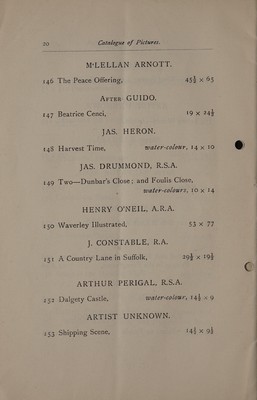 20 Catalogue of Pictures.
M‘LELLAN ARNOTT.
146 The Peace Offering, 45½ × 65
After GUIDO.
147 Beatrice Cenci, 19 × 24½
JAS. HERON.
148 Harvest Time, water-colour, 14 × 10
JAS. DRUMMOND, R.S.A.
149 Two—Dunbar's Close; and Foulis Close,
water-colours, 10 × 14
HENRY O'NEIL, A.R.A.
150 Waverley Illustrated, 53 × 77
J. CONSTABLE, R.A.
151 A Country Lane in Suffolk, 29½ × 19½
ARTHUR PERIGAL, R.S.A.
152 Dalgety Castle, water-colour, 14½ × 9
ARTIST UNKNOWN.
153 Shipping Scene, 14½ × 9½